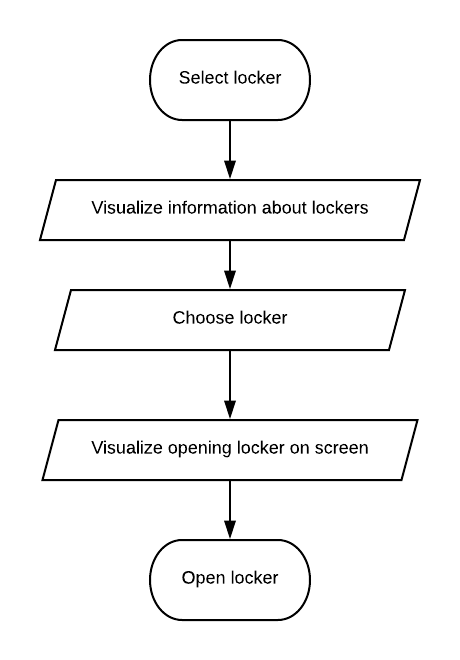 Select locker
Visualize information about lockers
Choose locker
Visualize opening locker on screen
Open locker